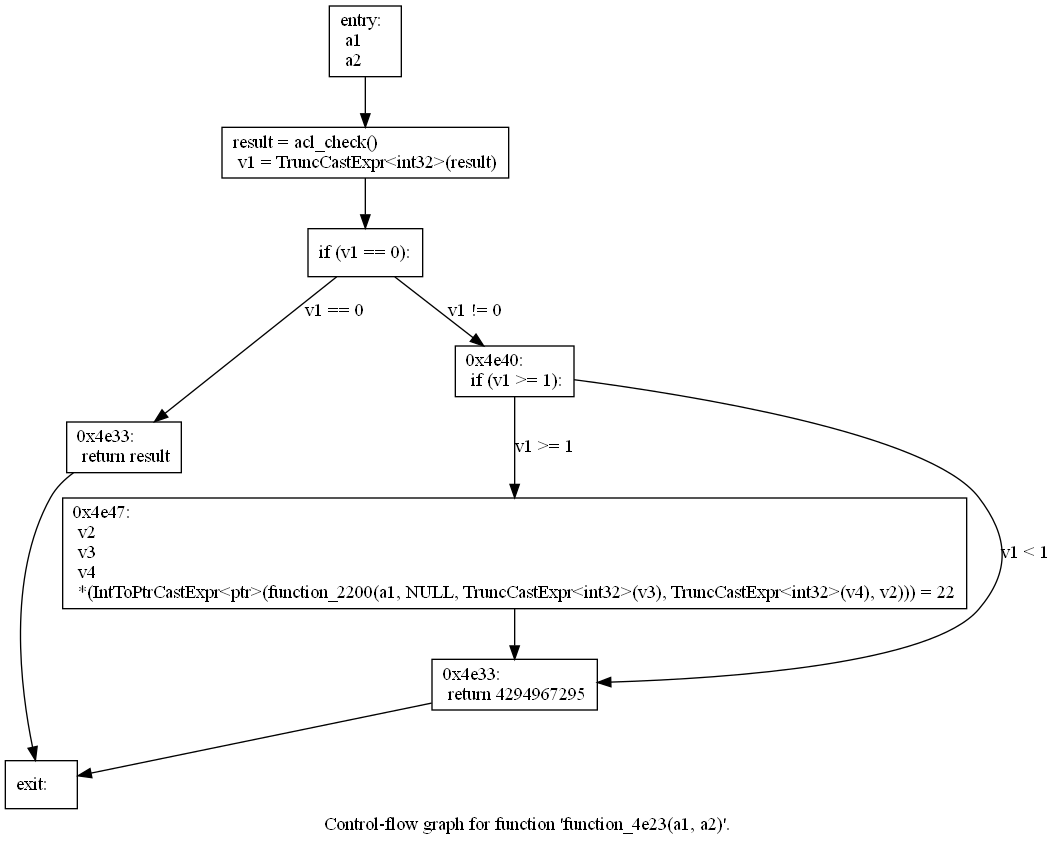 entry:
a1
a2
result = acl_check()
v1 = TruncCastExpr<int32>(result)
if (v1 == 0):
v1 == 0
v1 != 0
0x4e40:
if (v1 >= 1):
0x4e33:
return result
v1 >= 1
0x4e47:
v2
v3
v4
*(IntToPtrCastExpr<ptr>(function_2200(a1, NULL, TruncCastExpr<int32>(v3), TruncCastExpr<int32>(v4), v2))) = 22
v1 < 1
0x4e33:
return 4294967295
exit:
Control-flow graph for function 'function_4e23(a1, a2)'.